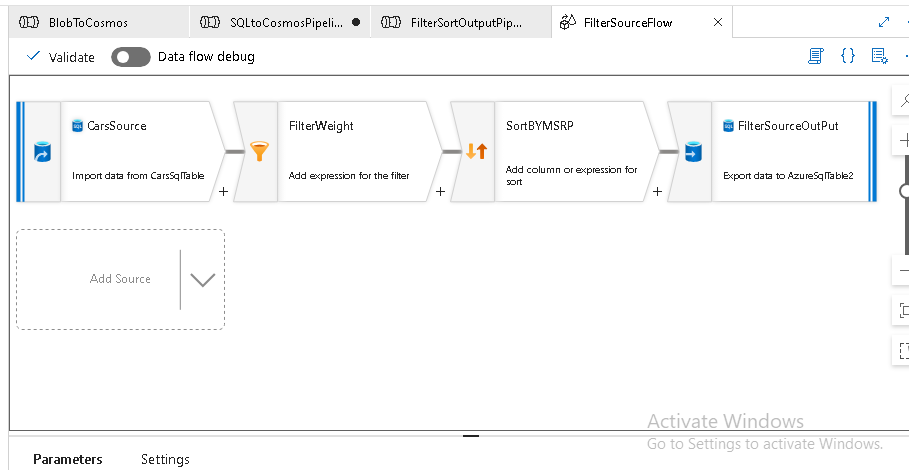 BlobToCosmos
SQLtoCosmosPipeli...
FilterSortOutputPip...
FilterSourceFlow
Validate
Data flow debug
{}
SQL
CarsSource
Import data from CarsSqlTable
+
FilterWeight
Add expression for the filter
+
SortBYMSRP
Add column or expression for
sort
+
SQL
FilterSourceOutPut
Export data to AzureSqlTable2
Add Source
Activate Windows
Go to Settings to activate Windows.
Parameters
Settings